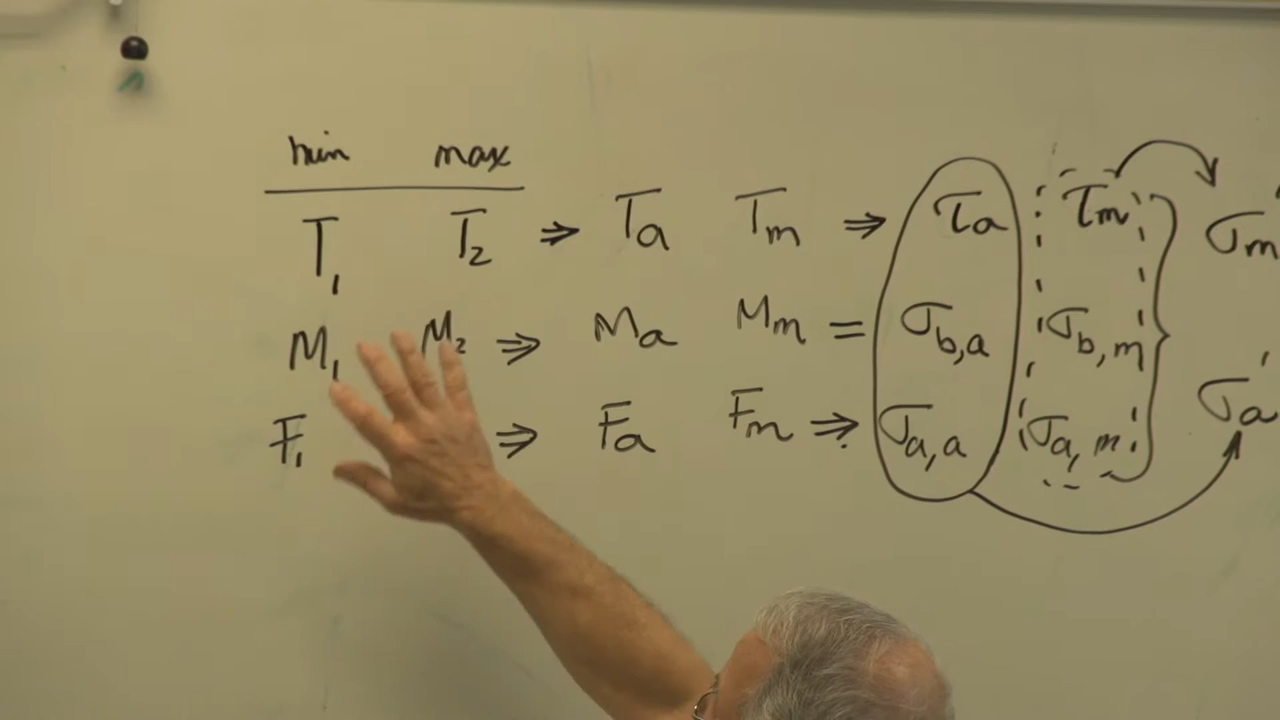 min max
T₁ T₂ ⇒ Tₐ Tₘ ⇒ τₐ τₘ σₘ'
M₁ M₂ ⇒ Mₐ Mₘ = σb,a σb,m
F₁ ⇒ Fₐ Fₘ ⇒ σa,a σa,m σₐ'